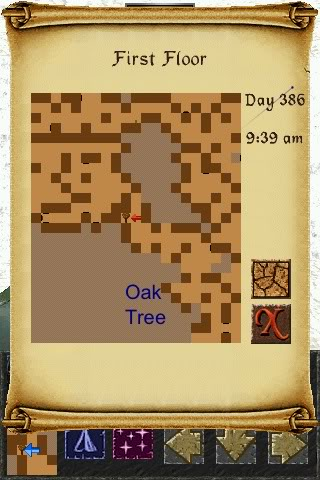 First Floor
Day 386
9:39 am
Oak
Tree